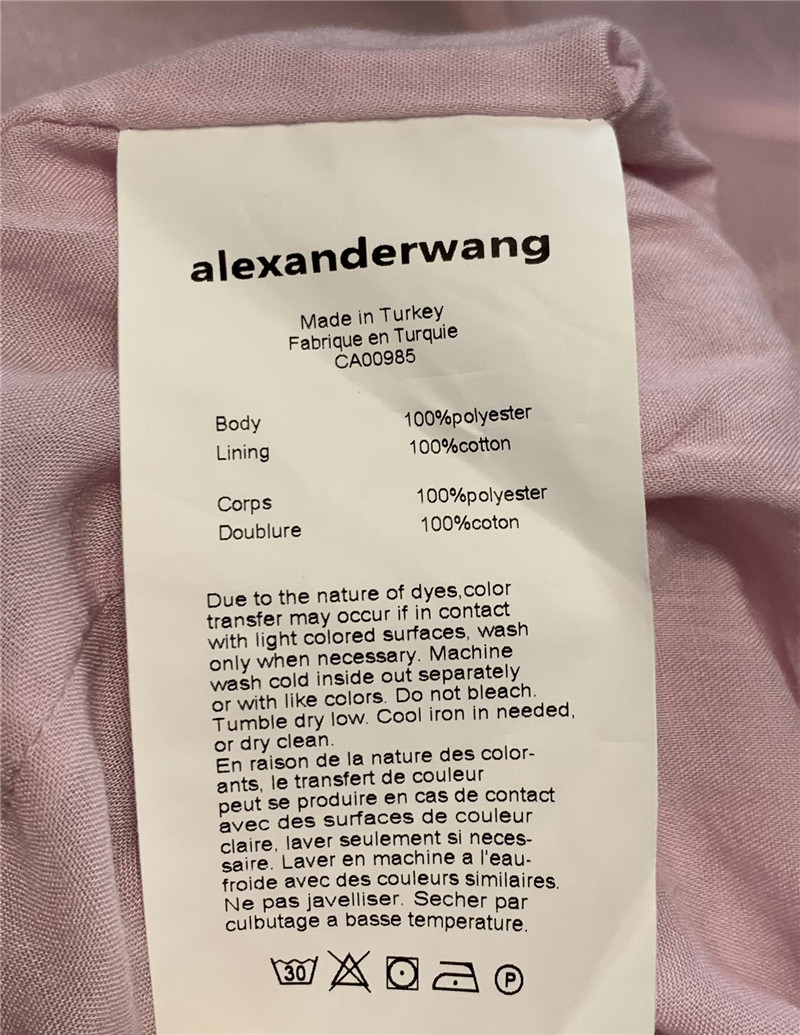 alexanderwang
Made in Turkey
Fabrique en Turquie
CA00985
Body 100%polyester
Lining 100%cotton
Corps 100%polyester
Doublure 100%coton
Due to the nature of dyes,color
transfer may occur if in contact
with light colored surfaces, wash
only when necessary. Machine
wash cold inside out separately
or with like colors. Do not bleach.
Tumble dry low. Cool iron in needed,
or dry clean.
En raison de la nature des color-
ants, le transfert de couleur
peut se produire en cas de contact
avec des surfaces de couleur
claire, laver seulement si neces-
saire. Laver en machine a l'eau-
froide avec des couleurs similaires.
Ne pas javelliser. Secher par
culbutage a basse temperature.
30 P